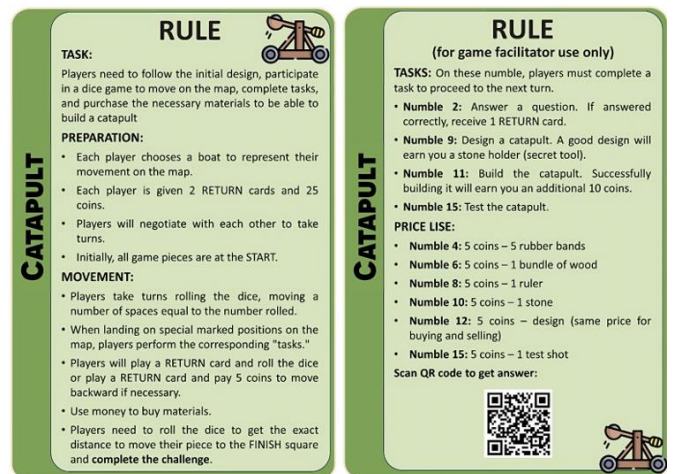 CATAPULT
RULE
TASK:
Players need to follow the initial design, participate
in a dice game to move on the map, complete tasks,
and purchase the necessary materials to be able to
build a catapult
PREPARATION:
• Each player chooses a boat to represent their
movement on the map.
• Each player is given 2 RETURN cards and 25
coins.
• Players will negotiate with each other to take
turns.
• Initially, all game pieces are at the START.
MOVEMENT:
• Players take turns rolling the dice, moving a
number of spaces equal to the number rolled.
• When landing on special marked positions on the
map, players perform the corresponding "tasks."
• Players will play a RETURN card and roll the dice
or play a RETURN card and pay 5 coins to move
backward if necessary.
• Use money to buy materials.
• Players need to roll the dice to get the exact
distance to move their piece to the FINISH square
and complete the challenge.
CATAPULT
RULE
(for game facilitator use only)
TASKS: On these numble, players must complete a
task to proceed to the next turn.
• Numble 2: Answer a question. If answered
correctly, receive 1 RETURN card.
• Numble 9: Design a catapult. A good design will
earn you a stone holder (secret tool).
• Numble 11: Build the catapult. Successfully
building it will earn you an additional 10 coins.
• Numble 15: Test the catapult.
PRICE LISE:
• Numble 4: 5 coins – 5 rubber bands
• Numble 6: 5 coins – 1 bundle of wood
• Numble 8: 5 coins – 1 ruler
• Numble 10: 5 coins – 1 stone
• Numble 12: 5 coins – design (same price for
buying and selling)
• Numble 15: 5 coins – 1 test shot
Scan QR code to get answer: